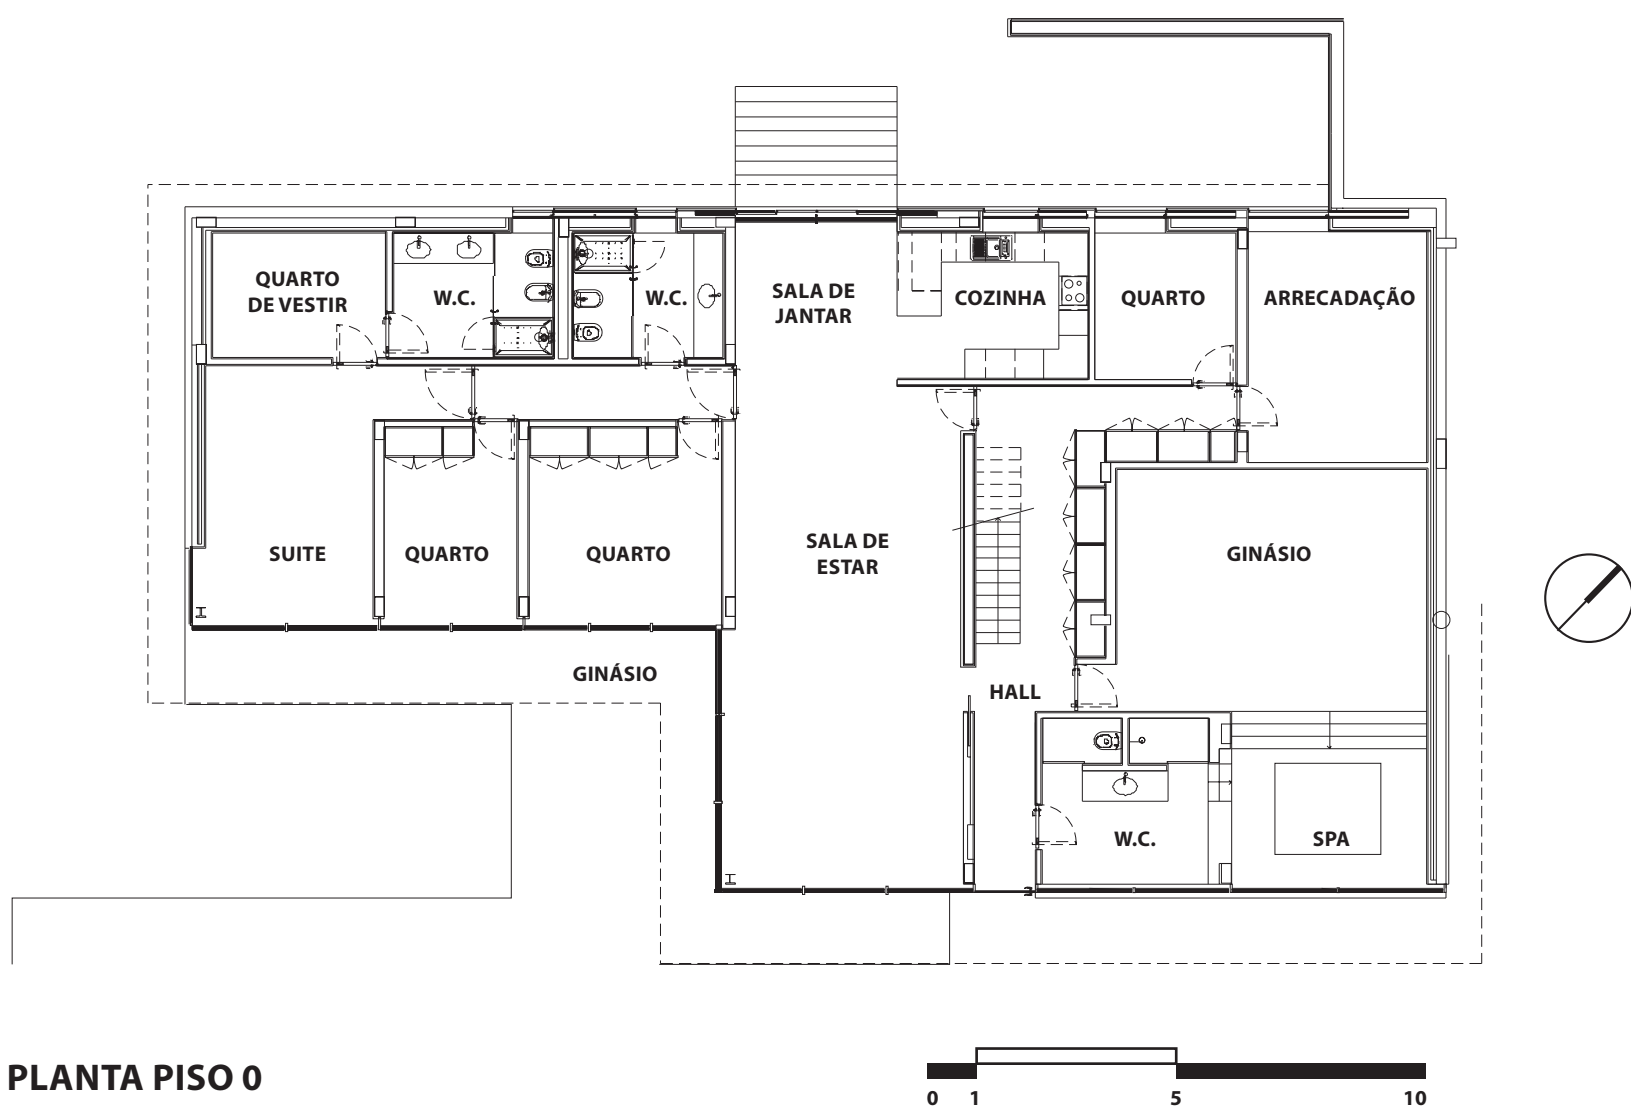 QUARTO
DE VESTIR
W.C.
W.C.
SALA DE
JANTAR
COZINHA
QUARTO
ARRECADAÇÃO
SUITE
QUARTO
QUARTO
SALA DE
ESTAR
GINÁSIO
GINÁSIO
HALL
W.C.
SPA
PLANTA PISO 0
0 1 5 10